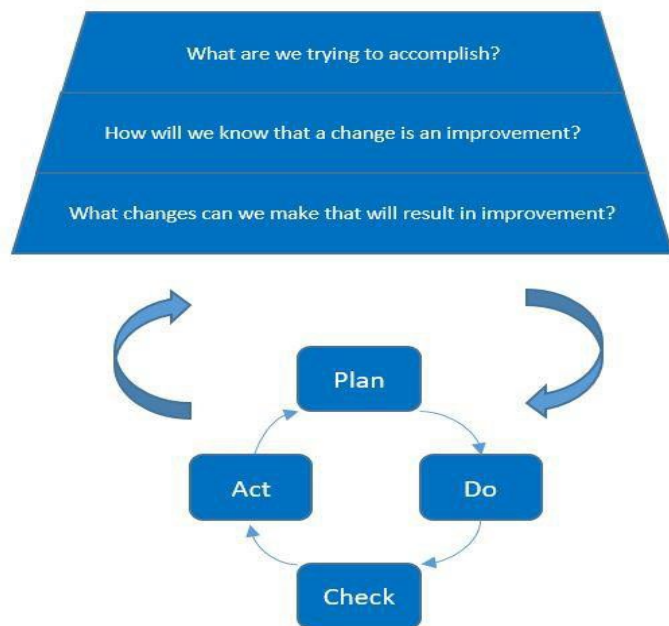 What are we trying to accomplish?
How will we know that a change is an improvement?
What changes can we make that will result in improvement?
Plan
Act
Do
Check